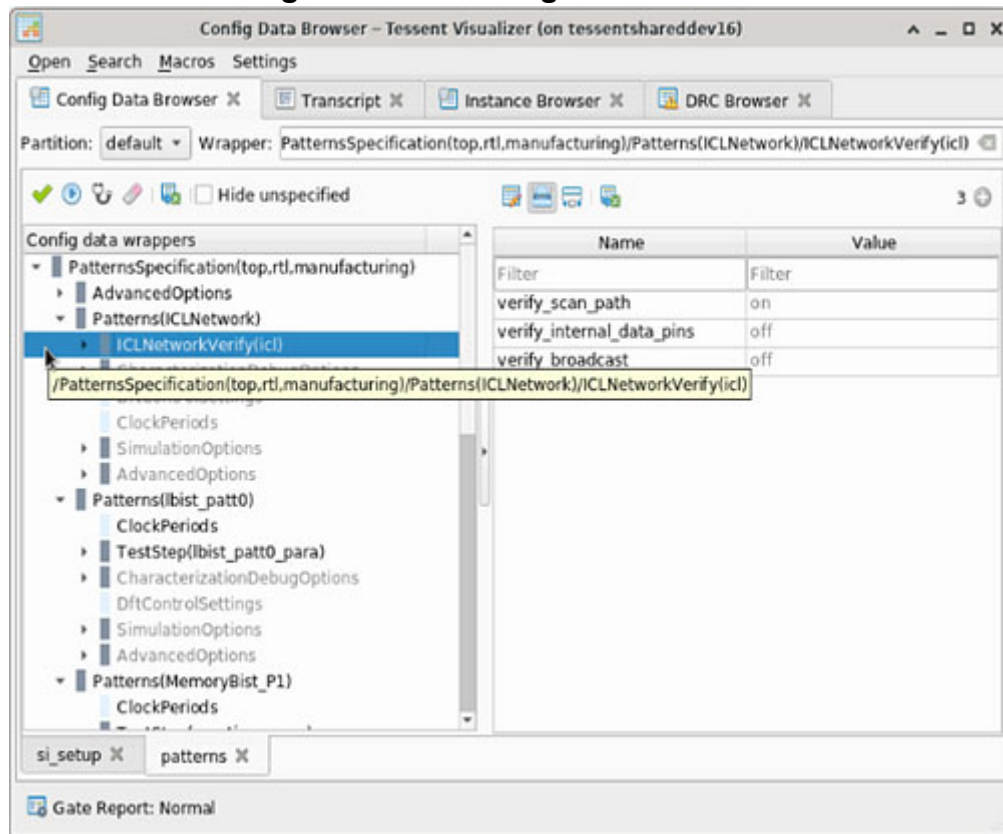 Config Data Browser – Tessent Visualizer (on tessentshareddev16)
Open Search Macros Settings
Config Data Browser Transcript Instance Browser DRC Browser
Partition: default Wrapper: PatternsSpecification(top,rtl,manufacturing)/Patterns(ICLNetwork)/ICLNetworkVerify(icl)
Hide unspecified 3
Config data wrappers Name Value
PatternsSpecification(top,rtl,manufacturing) Filter Filter
AdvancedOptions verify_scan_path on
Patterns(ICLNetwork) verify_internal_data_pins off
ICLNetworkVerify(icl) verify_broadcast off
CharacterizationDebugOptions
/PatternsSpecification(top,rtl,manufacturing)/Patterns(ICLNetwork)/ICLNetworkVerify(icl)
DftControlSettings
ClockPeriods
SimulationOptions
AdvancedOptions
Patterns(lbist_patt0)
ClockPeriods
TestStep(lbist_patt0_para)
CharacterizationDebugOptions
DftControlSettings
SimulationOptions
AdvancedOptions
Patterns(MemoryBist_P1)
ClockPeriods
si_setup patterns
Gate Report: Normal